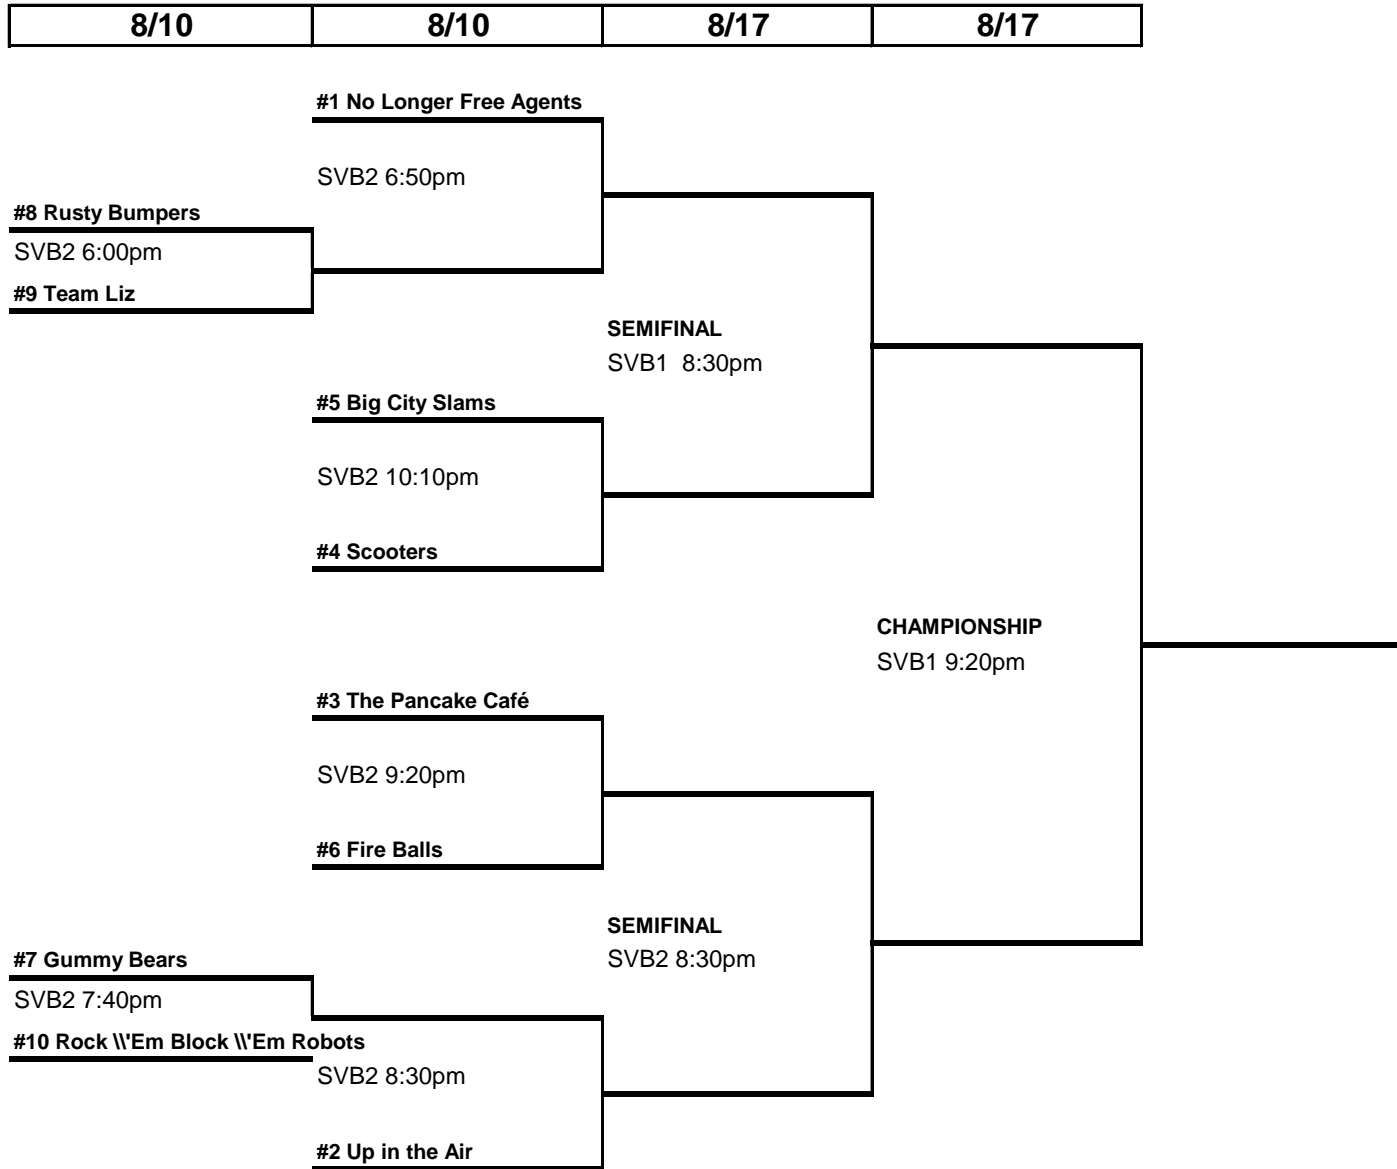 8/10 8/10 8/17 8/17
#1 No Longer Free Agents
SVB2 6:50pm
#8 Rusty Bumpers
SVB2 6:00pm
#9 Team Liz
SEMIFINAL
SVB1  8:30pm
#5 Big City Slams
SVB2 10:10pm
#4 Scooters
CHAMPIONSHIP
SVB1 9:20pm
#3 The Pancake Café
SVB2 9:20pm
#6 Fire Balls
SEMIFINAL
SVB2 8:30pm
#7 Gummy Bears
SVB2 7:40pm
#10 Rock \\'Em Block \\'Em Robots
SVB2 8:30pm
#2 Up in the Air